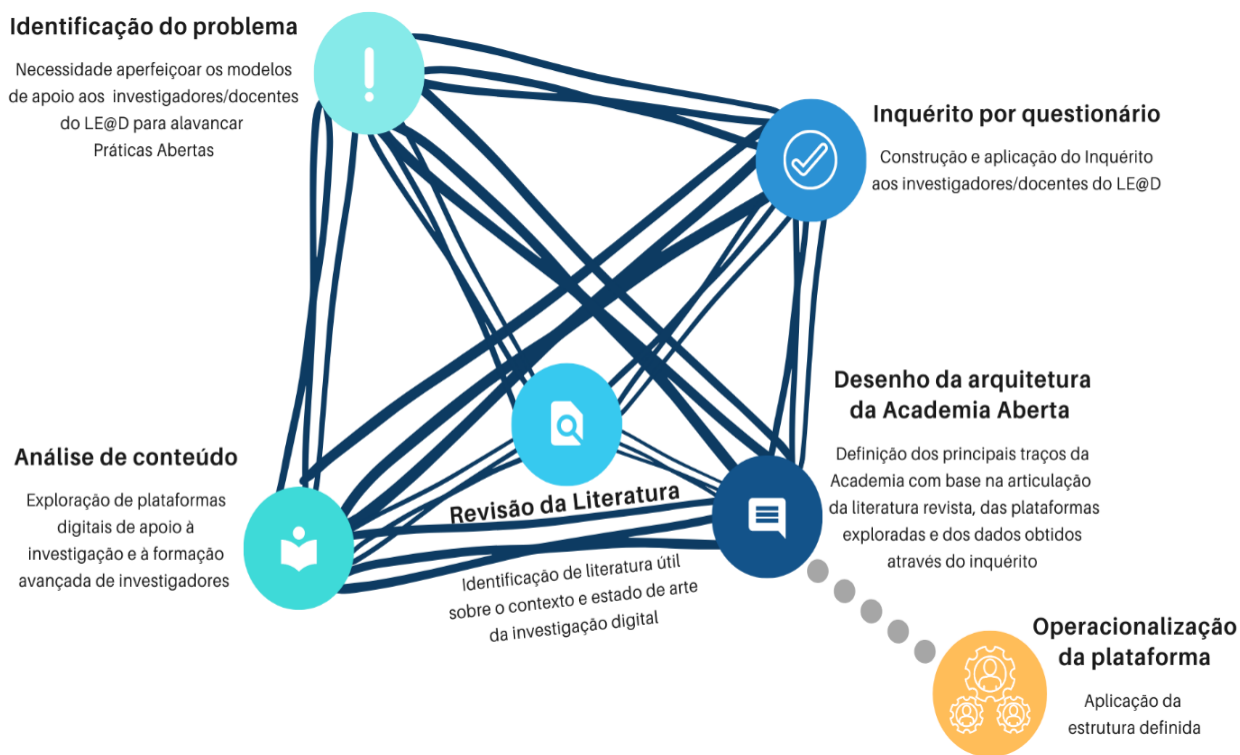 Identificação do problema
Necessidade aperfeiçoar os modelos
de apoio aos investigadores/docentes
do LE@D para alavancar
Práticas Abertas
Inquérito por questionário
Construção e aplicação do Inquérito
aos investigadores/docentes do LE@D
Análise de conteúdo
Exploração de plataformas
digitais de apoio à
investigação e à formação
avançada de investigadores
Revisão da Literatura
Identificação de literatura útil
sobre o contexto e estado de arte
da investigação digital
Desenho da arquitetura
da Academia Aberta
Definição dos principais traços da
Academia com base na articulação
da literatura revista, das plataformas
exploradas e dos dados obtidos
através do inquérito
Operacionalização
da plataforma
Aplicação da
estrutura definida